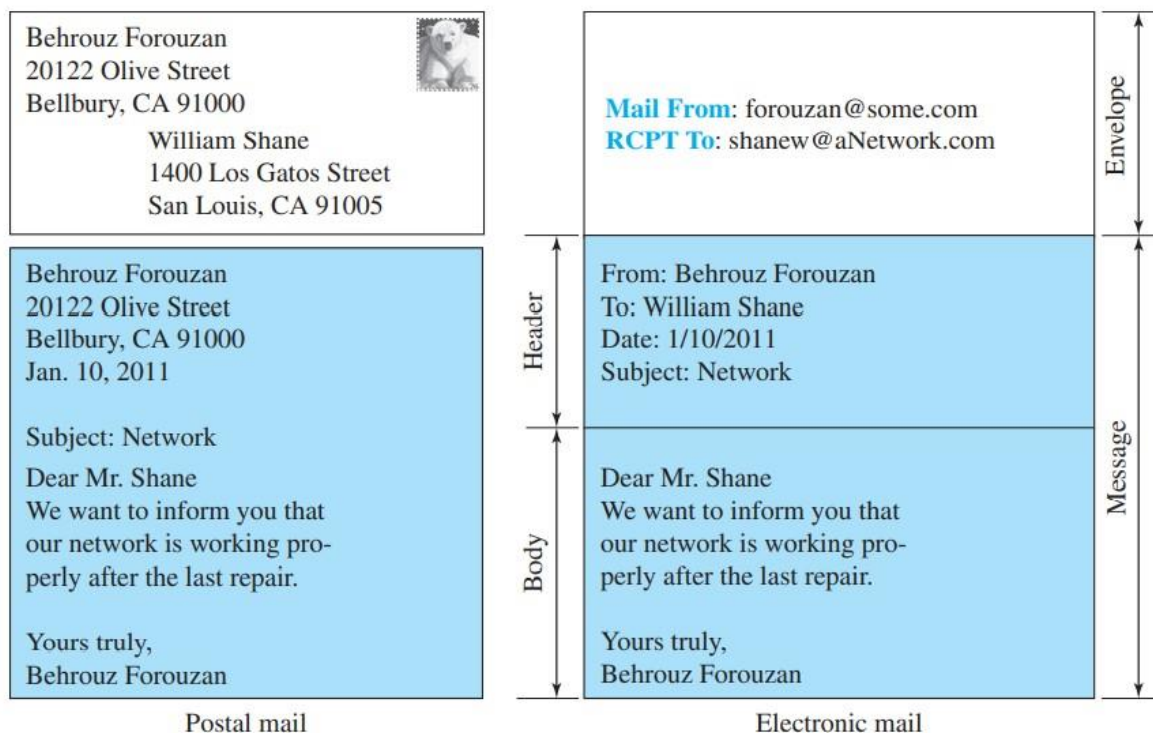 Behrouz Forouzan
20122 Olive Street
Bellbury, CA 91000
William Shane
1400 Los Gatos Street
San Louis, CA 91005
Behrouz Forouzan
20122 Olive Street
Bellbury, CA 91000
Jan. 10, 2011
Subject: Network
Dear Mr. Shane
We want to inform you that
our network is working pro-
perly after the last repair.
Yours truly,
Behrouz Forouzan
Postal mail
Mail From: forouzan@some.com
RCPT To: shanew@aNetwork.com
Envelope
Header
From: Behrouz Forouzan
To: William Shane
Date: 1/10/2011
Subject: Network
Message
Body
Dear Mr. Shane
We want to inform you that
our network is working pro-
perly after the last repair.
Yours truly,
Behrouz Forouzan
Electronic mail